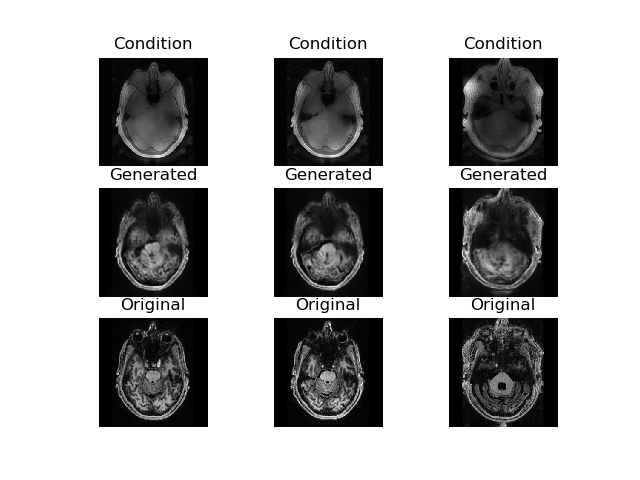 Condition Condition Condition
Generated Generated Generated
Original Original Original